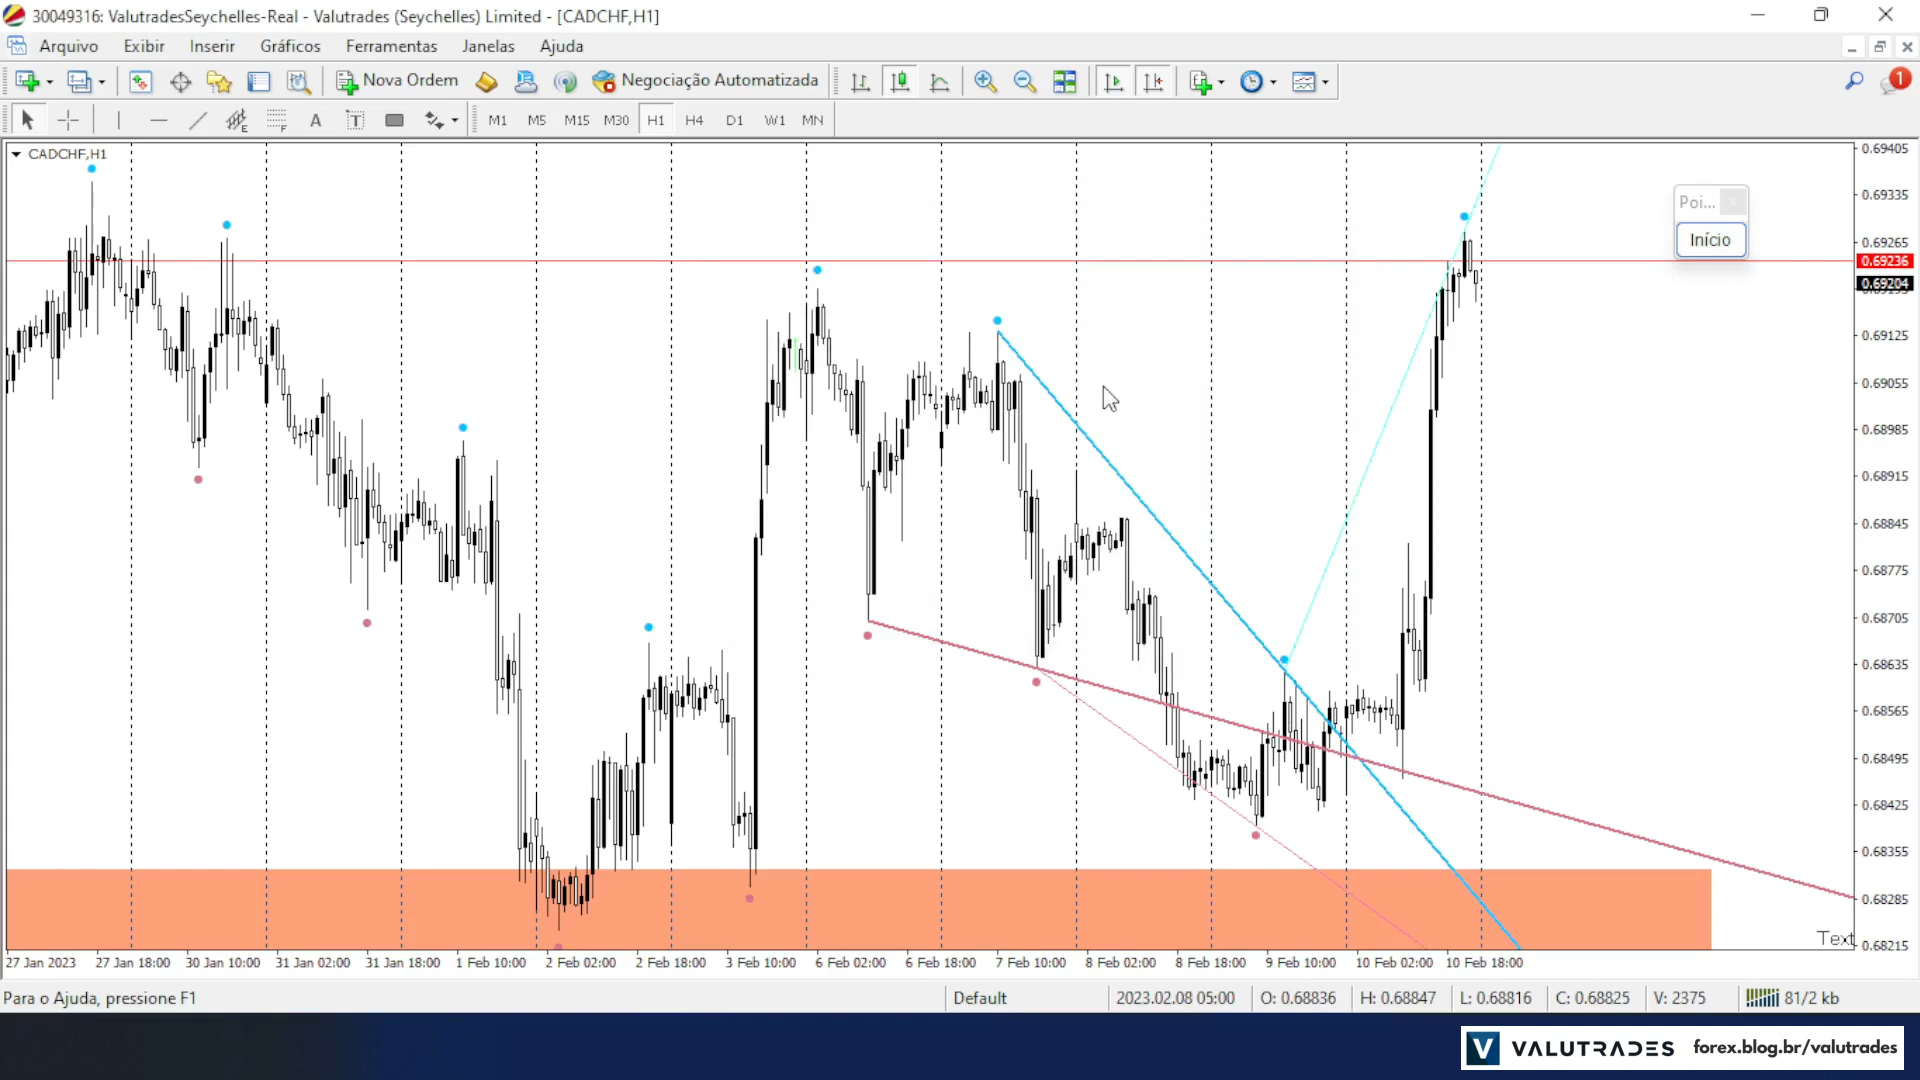 30049316: ValutradesSeychelles-Real - Valutrades (Seychelles) Limited - [CADCHF,H1]
Arquivo Exibir Inserir Gráficos Ferramentas Janelas Ajuda
Nova Ordem Negociação Automatizada 1
E F A T M1 M5 M15 M30 H1 H4 D1 W1 MN
CADCHF,H1
0.69405
0.69335
0.69265
0.69236
0.69204
0.69125
0.69055
0.68985
0.68915
0.68845
0.68775
0.68705
0.68635
0.68565
0.68495
0.68425
0.68355
0.68285
0.68215
Poi...
Início
Text
27 Jan 2023 27 Jan 18:00 30 Jan 10:00 31 Jan 02:00 31 Jan 18:00 1 Feb 10:00 2 Feb 02:00 2 Feb 18:00 3 Feb 10:00 6 Feb 02:00 6 Feb 18:00 7 Feb 10:00 8 Feb 02:00 8 Feb 18:00 9 Feb 10:00 10 Feb 02:00 10 Feb 18:00
Para o Ajuda, pressione F1 Default 2023.02.08 05:00 O: 0.68836 H: 0.68847 L: 0.68816 C: 0.68825 V: 2375 81/2 kb
V VALUTRADES forex.blog.br/valutrades